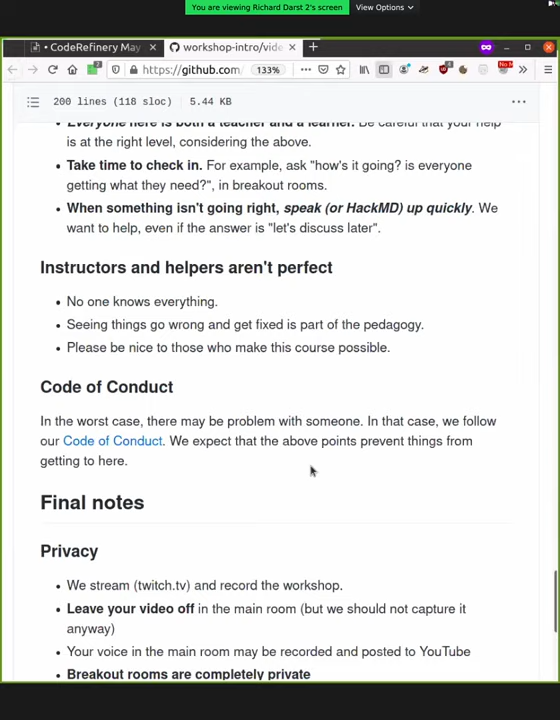 You are viewing Richard Darst 2's screen
View Options
• CodeRefinery May
workshop-intro/vide
https://github.com/
133%
200 lines (118 sloc) 5.44 KB
• Everyone here is both a teacher and a learner. Be careful that your help
is at the right level, considering the above.
• Take time to check in. For example, ask "how's it going? is everyone
getting what they need?", in breakout rooms.
• When something isn't going right, speak (or HackMD) up quickly. We
want to help, even if the answer is "let's discuss later".
Instructors and helpers aren't perfect
• No one knows everything.
• Seeing things go wrong and get fixed is part of the pedagogy.
• Please be nice to those who make this course possible.
Code of Conduct
In the worst case, there may be problem with someone. In that case, we follow
our Code of Conduct. We expect that the above points prevent things from
getting to here.
Final notes
Privacy
• We stream (twitch.tv) and record the workshop.
• Leave your video off in the main room (but we should not capture it
anyway)
• Your voice in the main room may be recorded and posted to YouTube
• Breakout rooms are completely private